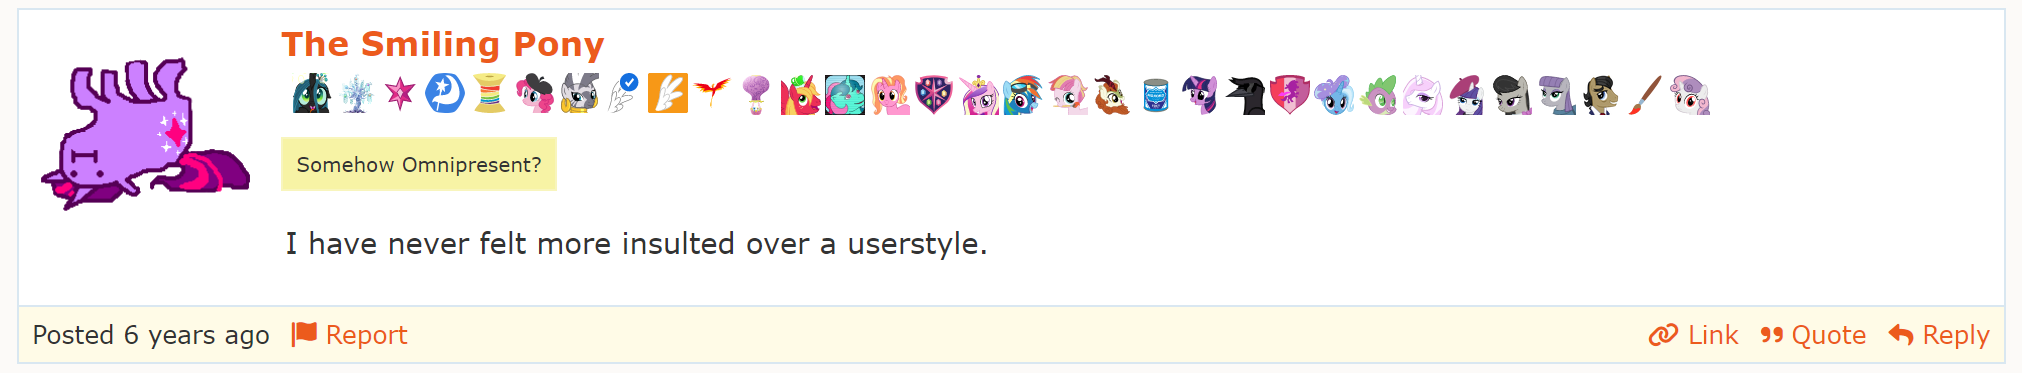 The Smiling Pony
Somehow Omnipresent?
I have never felt more insulted over a userstyle.
Posted 6 years ago Report Link Quote Reply